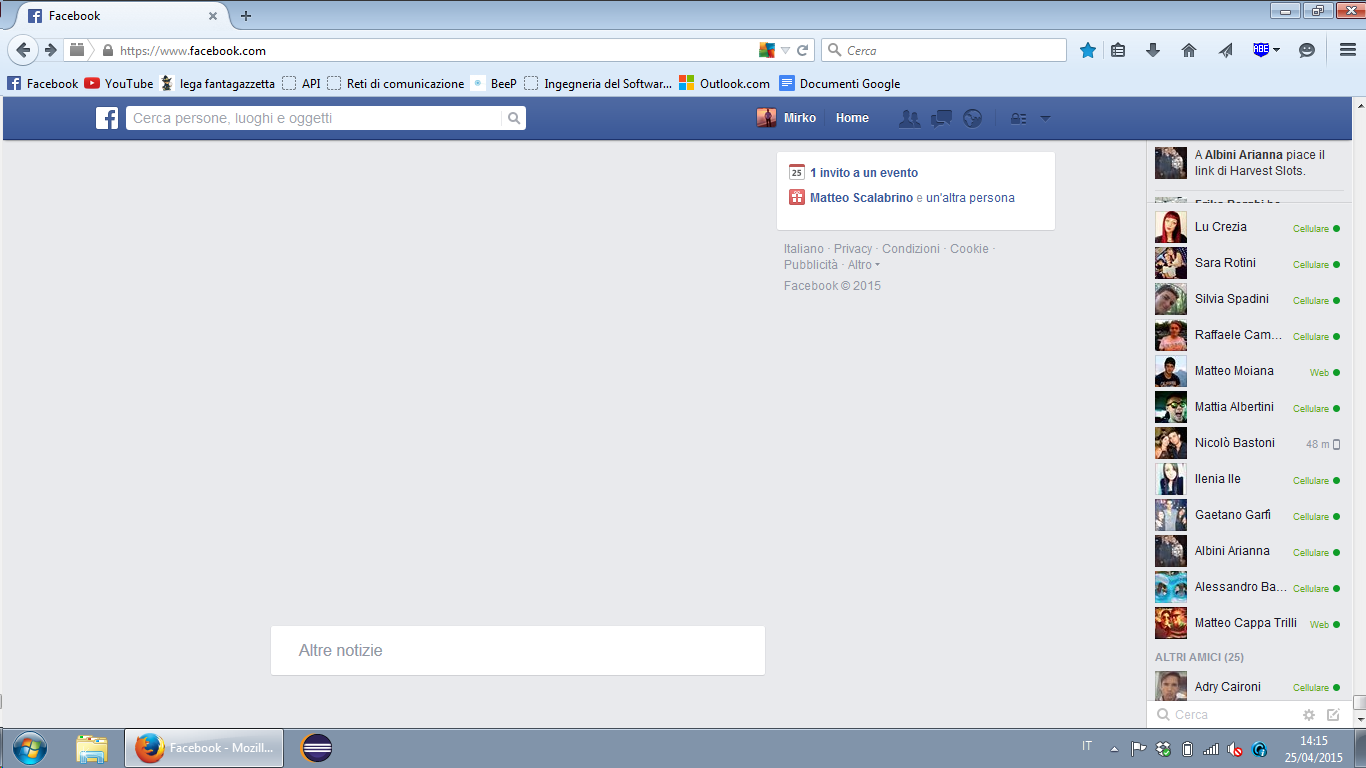 Facebook
https://www.facebook.com
Cerca
ABE
Facebook
YouTube
lega fantagazzetta
API
Reti di comunicazione
BeeP
Ingegneria del Softwar...
Outlook.com
Documenti Google
Cerca persone, luoghi e oggetti
Mirko
Home
25
1 invito a un evento
Matteo Scalabrino e un'altra persona
Italiano · Privacy · Condizioni · Cookie ·
Pubblicità · Altro
Facebook © 2015
Altre notizie
A Albini Arianna piace il
link di Harvest Slots.
Lu Crezia Cellulare
Sara Rotini Cellulare
Silvia Spadini Cellulare
Raffaele Cam... Cellulare
Matteo Moiana Web
Mattia Albertini Cellulare
Nicolò Bastoni 48 m
Ilenia Ile Cellulare
Gaetano Garfì Cellulare
Albini Arianna Cellulare
Alessandro Ba... Cellulare
Matteo Cappa Trilli Web
ALTRI AMICI (25)
Adry Caironi Cellulare
Cerca
Facebook - Mozill...
IT
14:15
25/04/2015